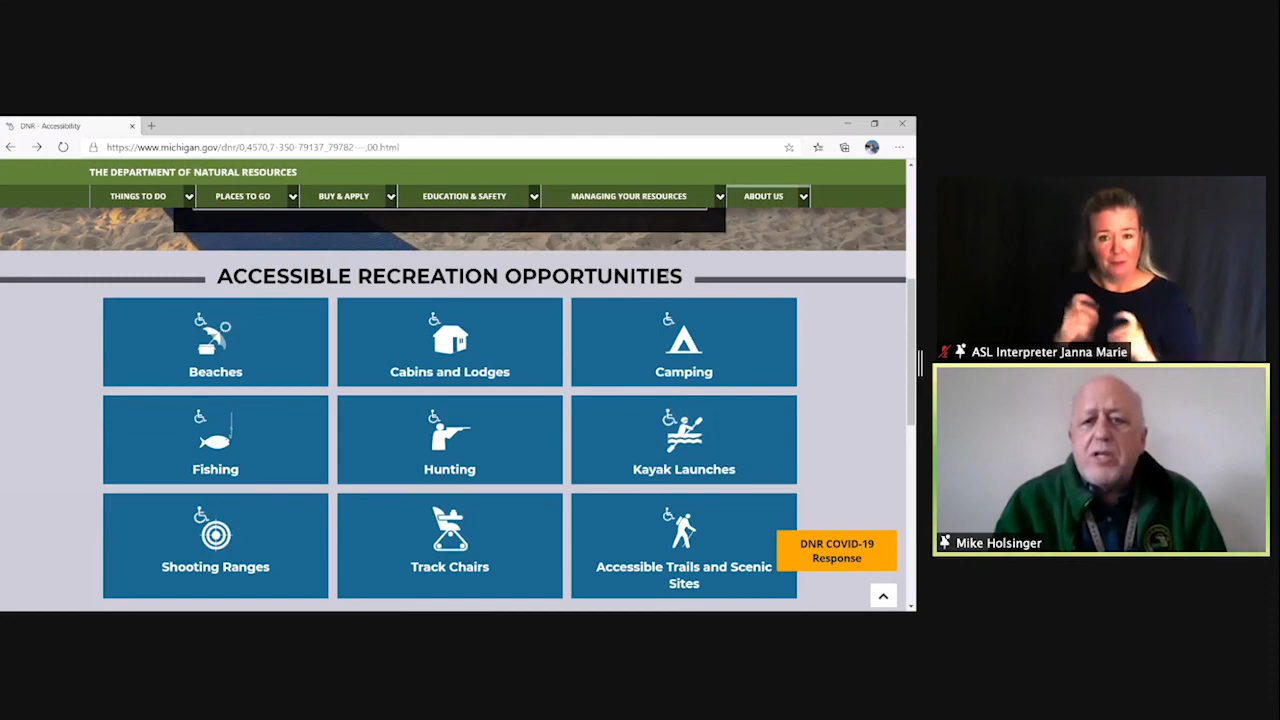 DNR - Accessibility
https://www.michigan.gov/dnr/0,4570,7-350-79137_79782---,00.html
THE DEPARTMENT OF NATURAL RESOURCES
THINGS TO DO
PLACES TO GO
BUY & APPLY
EDUCATION & SAFETY
MANAGING YOUR RESOURCES
ABOUT US
ACCESSIBLE RECREATION OPPORTUNITIES
Beaches
Cabins and Lodges
Camping
Fishing
Hunting
Kayak Launches
Shooting Ranges
Track Chairs
Accessible Trails and Scenic
Sites
DNR COVID-19
Response
ASL Interpreter Janna Marie
Mike Holsinger